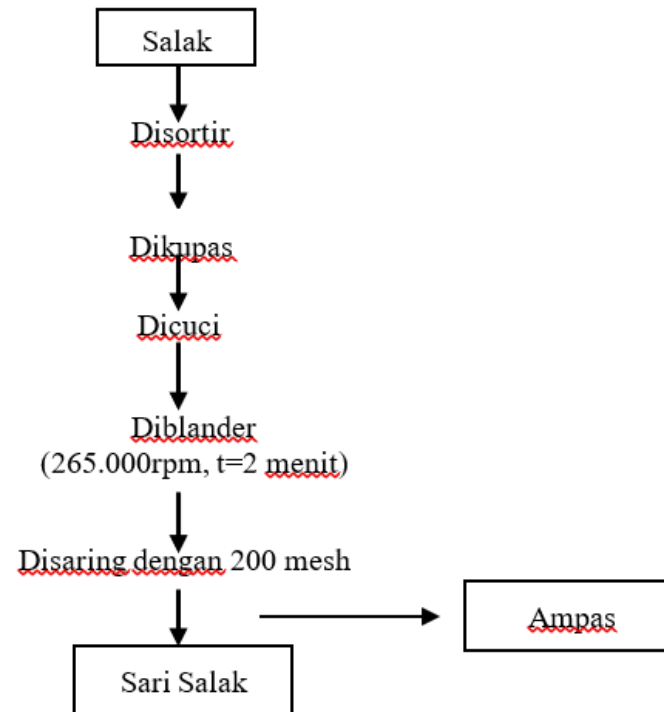 Salak
Disortir
Dikupas
Dicuci
Diblander
(265.000rpm, t=2 menit)
Disaring dengan 200 mesh
Ampas
Sari Salak